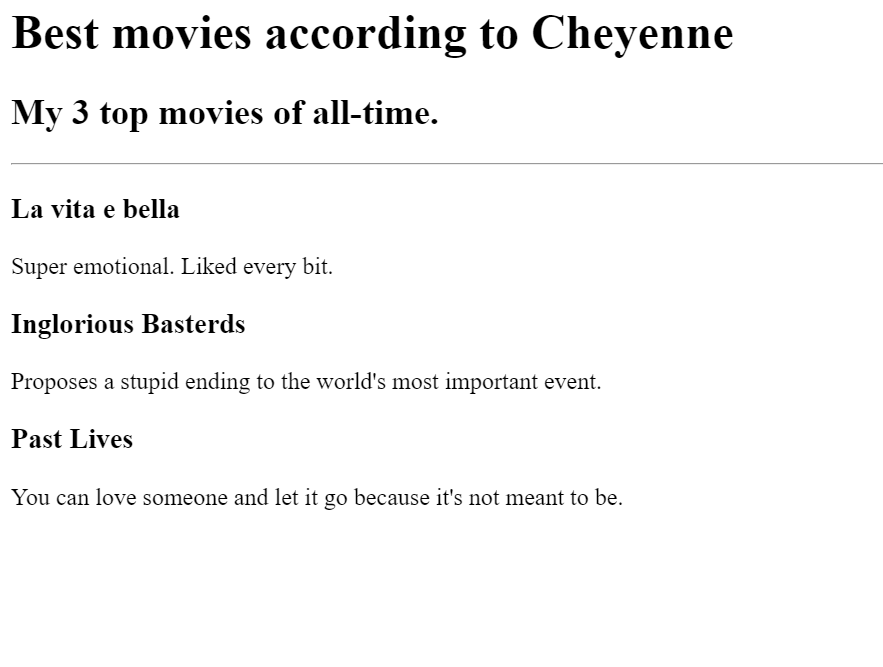 Best movies according to Cheyenne
My 3 top movies of all-time.
La vita e bella
Super emotional. Liked every bit.
Inglorious Basterds
Proposes a stupid ending to the world's most important event.
Past Lives
You can love someone and let it go because it's not meant to be.